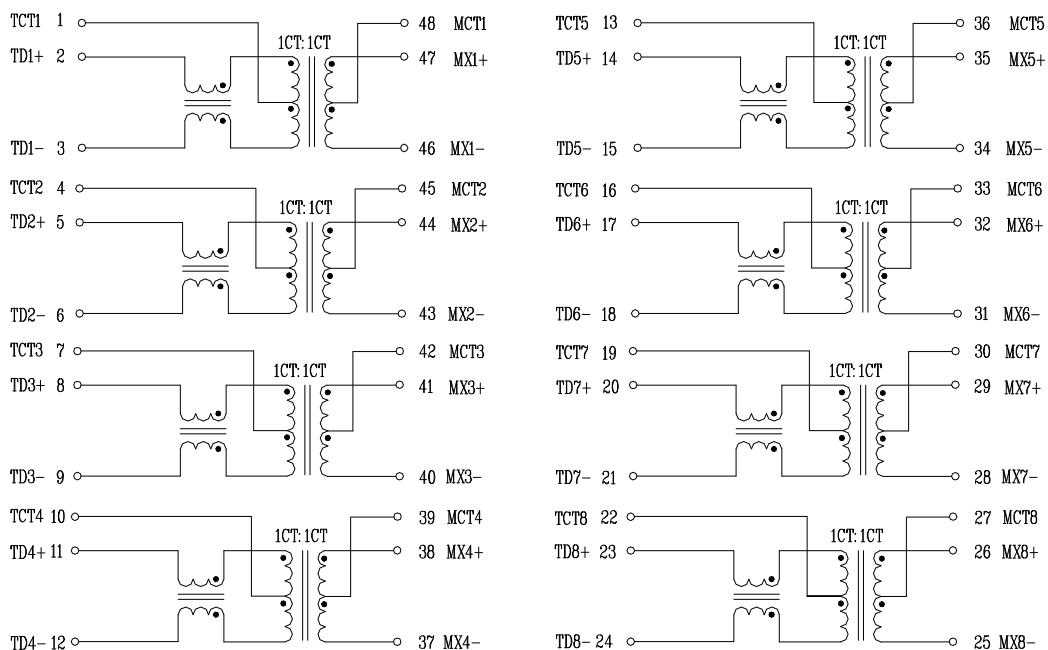 TCT1 1 48 MCT1
1CT:1CT
TD1+ 2 47 MX1+
TD1- 3 46 MX1-
TCT2 4 45 MCT2
1CT:1CT
TD2+ 5 44 MX2+
TD2- 6 43 MX2-
TCT3 7 42 MCT3
1CT:1CT
TD3+ 8 41 MX3+
TD3- 9 40 MX3-
TCT4 10 39 MCT4
1CT:1CT
TD4+ 11 38 MX4+
TD4- 12 37 MX4-
TCT5 13 36 MCT5
1CT:1CT
TD5+ 14 35 MX5+
TD5- 15 34 MX5-
TCT6 16 33 MCT6
1CT:1CT
TD6+ 17 32 MX6+
TD6- 18 31 MX6-
TCT7 19 30 MCT7
1CT:1CT
TD7+ 20 29 MX7+
TD7- 21 28 MX7-
TCT8 22 27 MCT8
1CT:1CT
TD8+ 23 26 MX8+
TD8- 24 25 MX8-